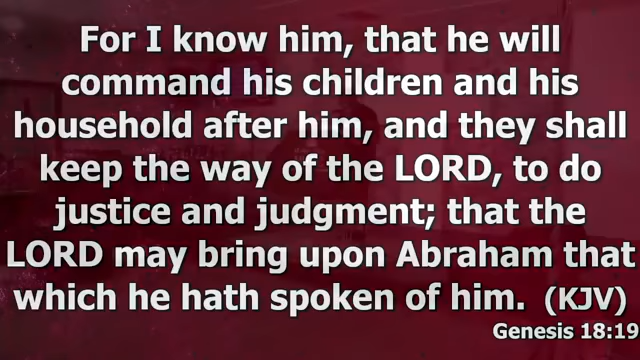 For I know him, that he will
command his children and his
household after him, and they shall
keep the way of the LORD, to do
justice and judgment; that the
LORD may bring upon Abraham that
which he hath spoken of him. (KJV)
Genesis 18:19